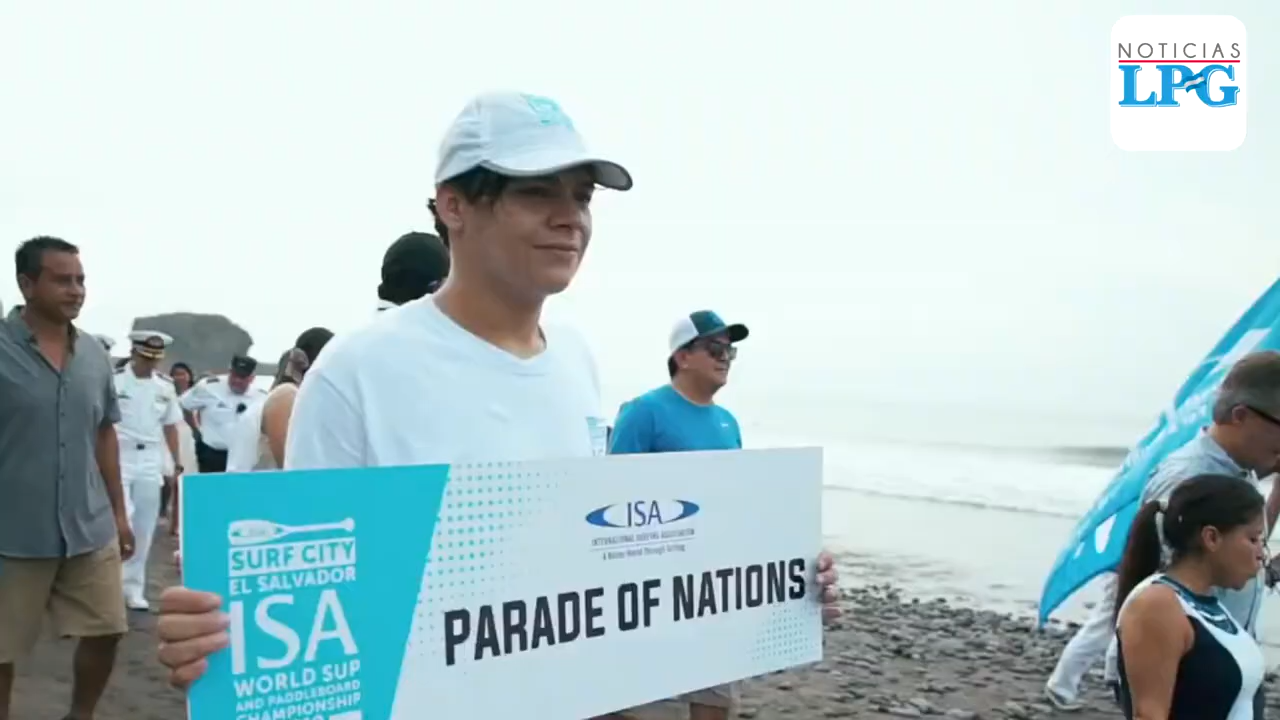 NOTICIAS
LPG
SURF CITY
EL SALVADOR
ISA
WORLD SUP
AND PADDLEBOARD
CHAMPIONSHIP
ISA
INTERNATIONAL SURFING ASSOCIATION
A Better World Through Surfing
PARADE OF NATIONS